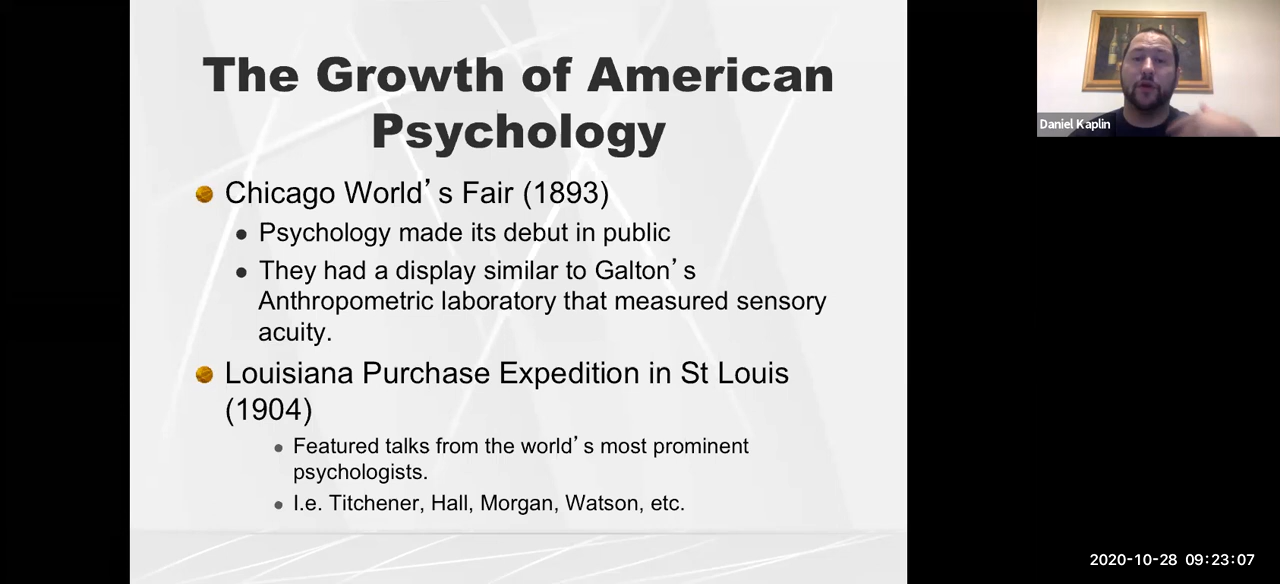 The Growth of American
Psychology
Chicago World’s Fair (1893)
Psychology made its debut in public
They had a display similar to Galton’s
Anthropometric laboratory that measured sensory
acuity.
Louisiana Purchase Expedition in St Louis
(1904)
Featured talks from the world’s most prominent
psychologists.
I.e. Titchener, Hall, Morgan, Watson, etc.
Daniel Kaplin
2020-10-28 09:23:07